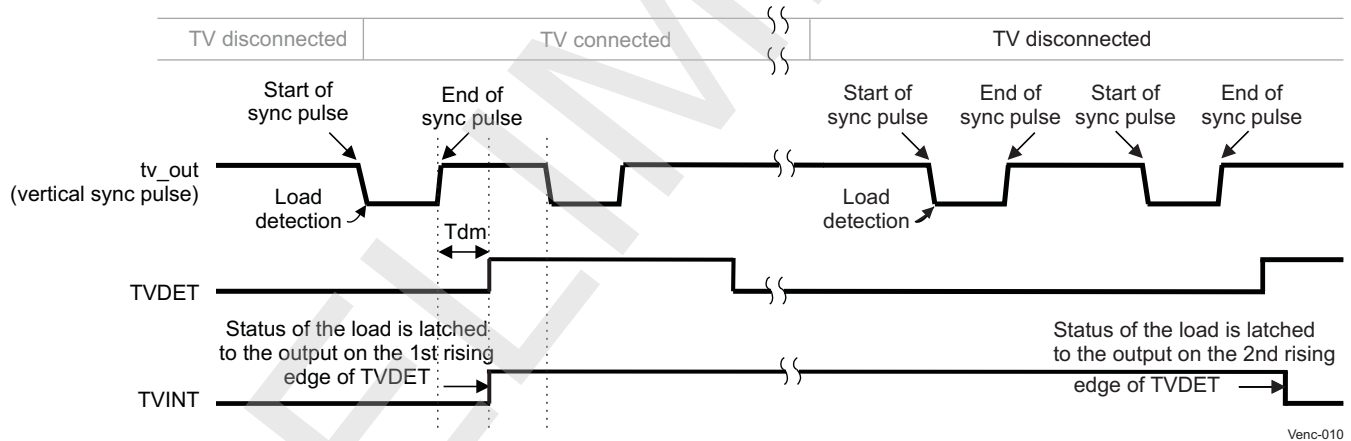 TV disconnected
TV connected
TV disconnected
Start of
sync pulse
End of
sync pulse
Start of
sync pulse
End of
sync pulse
Start of
sync pulse
End of
sync pulse
tv_out
(vertical sync pulse)
Load
detection
Load
detection
Tdm
TVDET
Status of the load is latched
to the output on the 1st rising
edge of TVDET
Status of the load is latched
to the output on the 2nd rising
edge of TVDET
TVINT
Venc-010